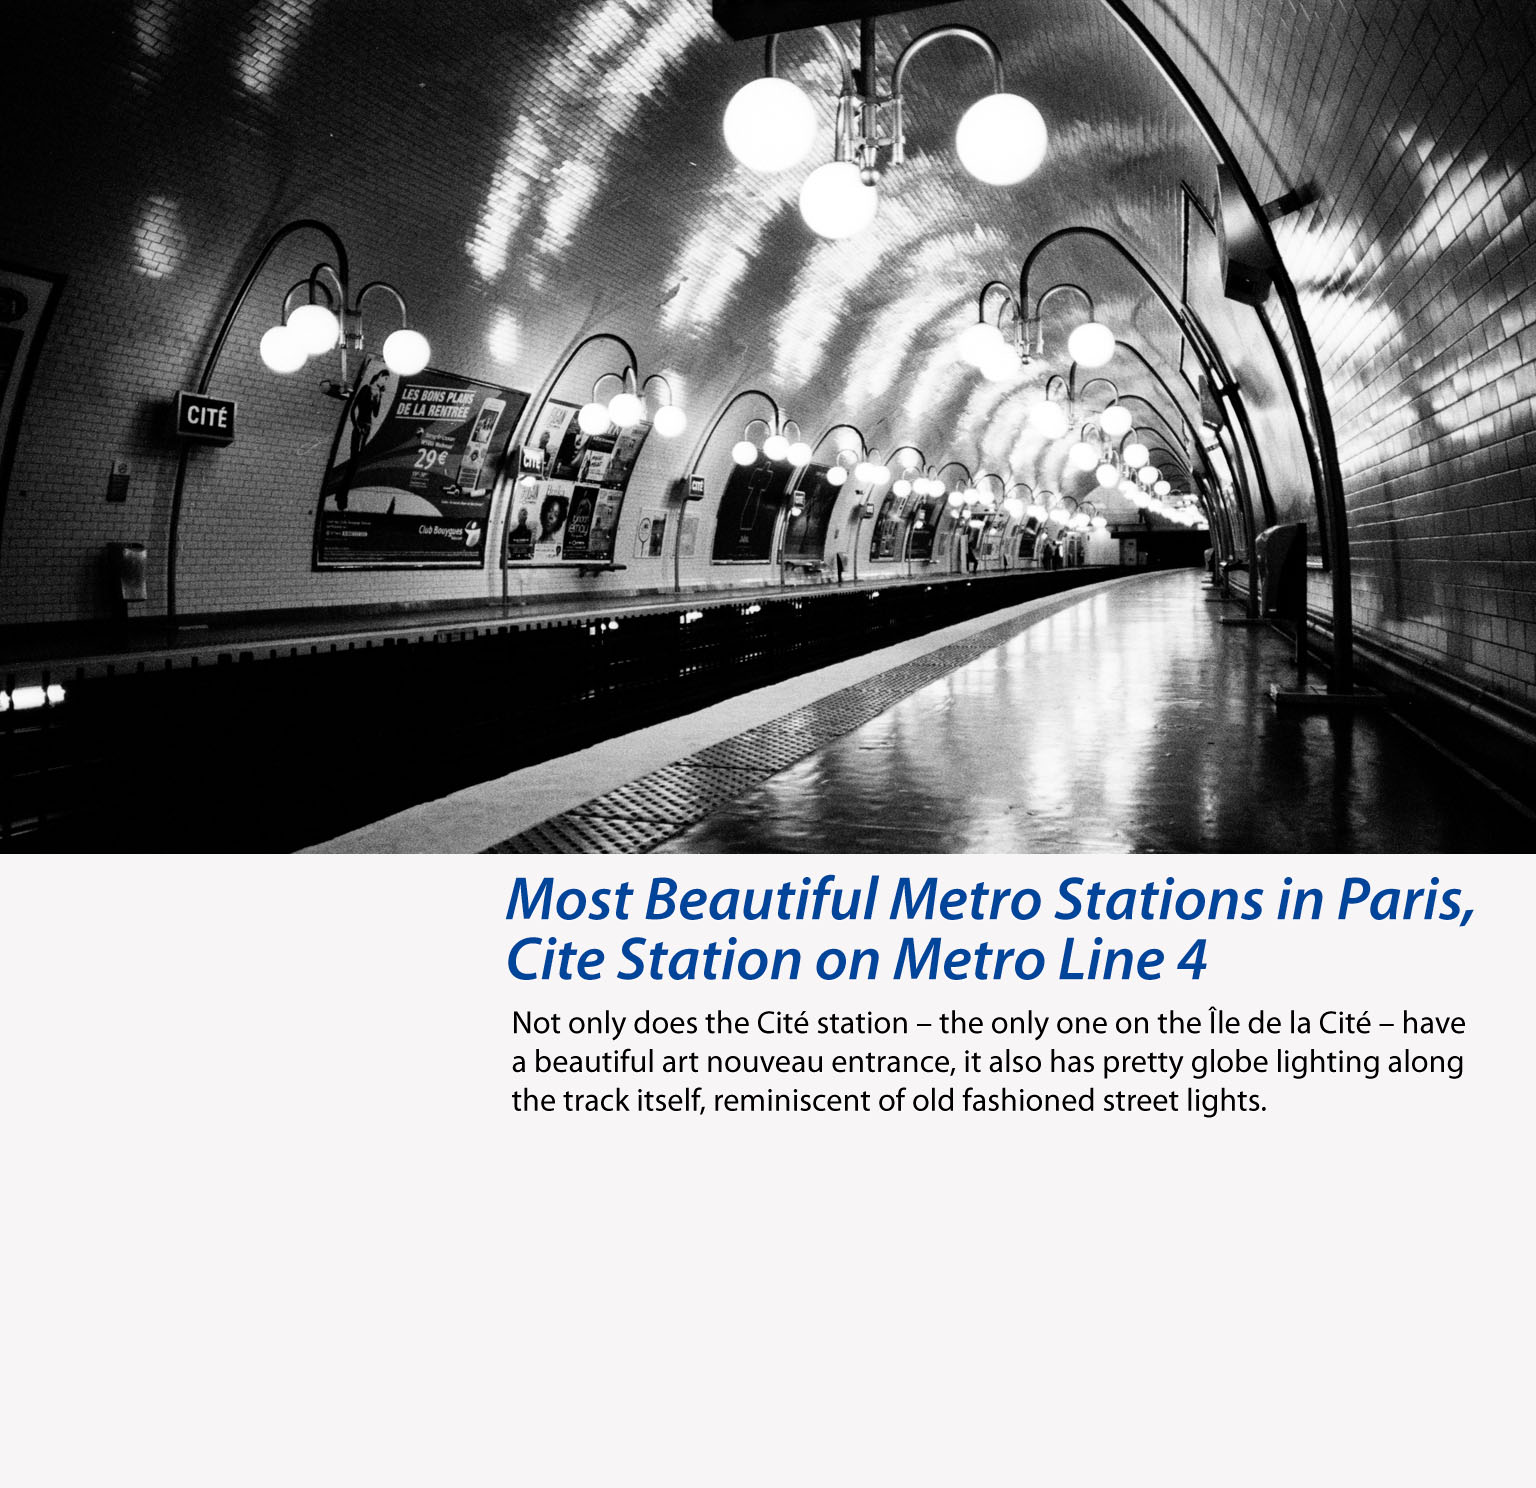 CITÉ
LES BONS PLANS
DE LA RENTRÉE
29€
Club Bouygues
CITÉ
CITÉ
Most Beautiful Metro Stations in Paris,
Cite Station on Metro Line 4
Not only does the Cité station – the only one on the Île de la Cité – have
a beautiful art nouveau entrance, it also has pretty globe lighting along
the track itself, reminiscent of old fashioned street lights.